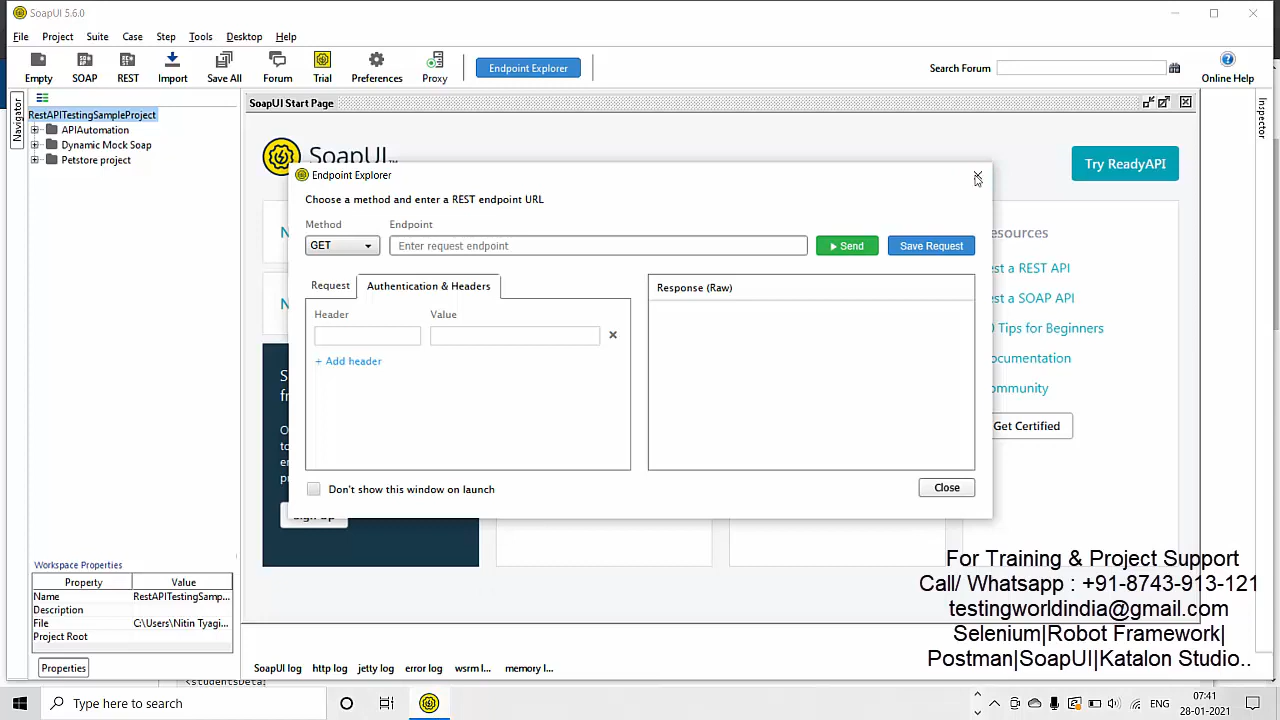 SoapUI 5.6.0
File Project Suite Case Step Tools Desktop Help
Empty SOAP REST Import Save All Forum Trial Preferences Proxy Endpoint Explorer Search Forum Online Help
Navigator
RestAPITestingSampleProject
APIAutomation
Dynamic Mock Soap
Petstore project
SoapUI Start Page
Inspector
SoapUI
Try ReadyAPI
Endpoint Explorer
Choose a method and enter a REST endpoint URL
Method Endpoint
GET Enter request endpoint Send Save Request
Request Authentication & Headers
Header Value
+ Add header
Response (Raw)
Don't show this window on launch
Close
esources
est a REST API
st a SOAP API
0 Tips for Beginners
ocumentation
ommunity
Get Certified
Workspace Properties
Property Value
Name RestAPITestingSamp...
Description
File C:\Users\Nitin Tyagi...
Project Root
Properties
SoapUI log http log jetty log error log wsrm l... memory l...
For Training & Project Support
Call/ Whatsapp : +91-8743-913-121
testingworldindia@gmail.com
Selenium|Robot Framework|
Postman|SoapUI|Katalon Studio..
Type here to search
ENG
07:41
28-01-2021